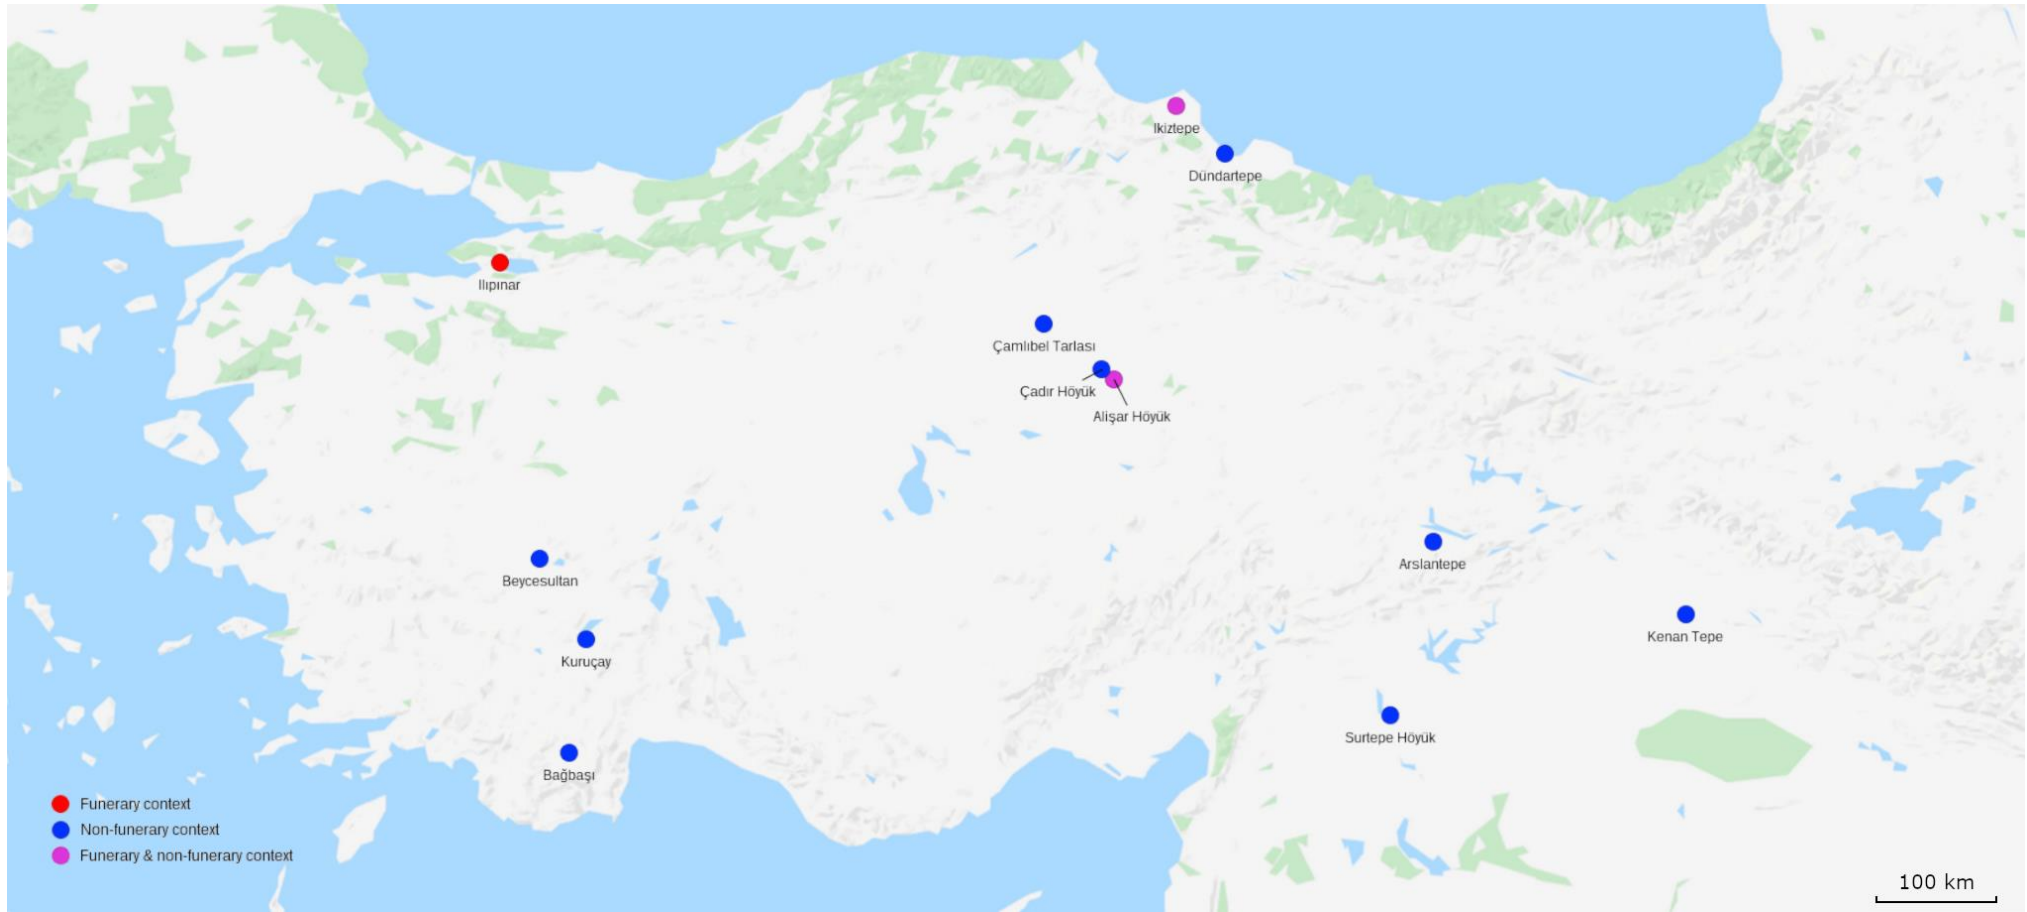 Ikiztepe
Dündartepe
Ilıpınar
Çamlıbel Tarlası
Çadır Höyük
Alişar Höyük
Arslantepe
Beycesultan
Kenan Tepe
Kuruçay
Surtepe Höyük
Bağbaşı
Funerary context
Non-funerary context
Funerary & non-funerary context
100 km